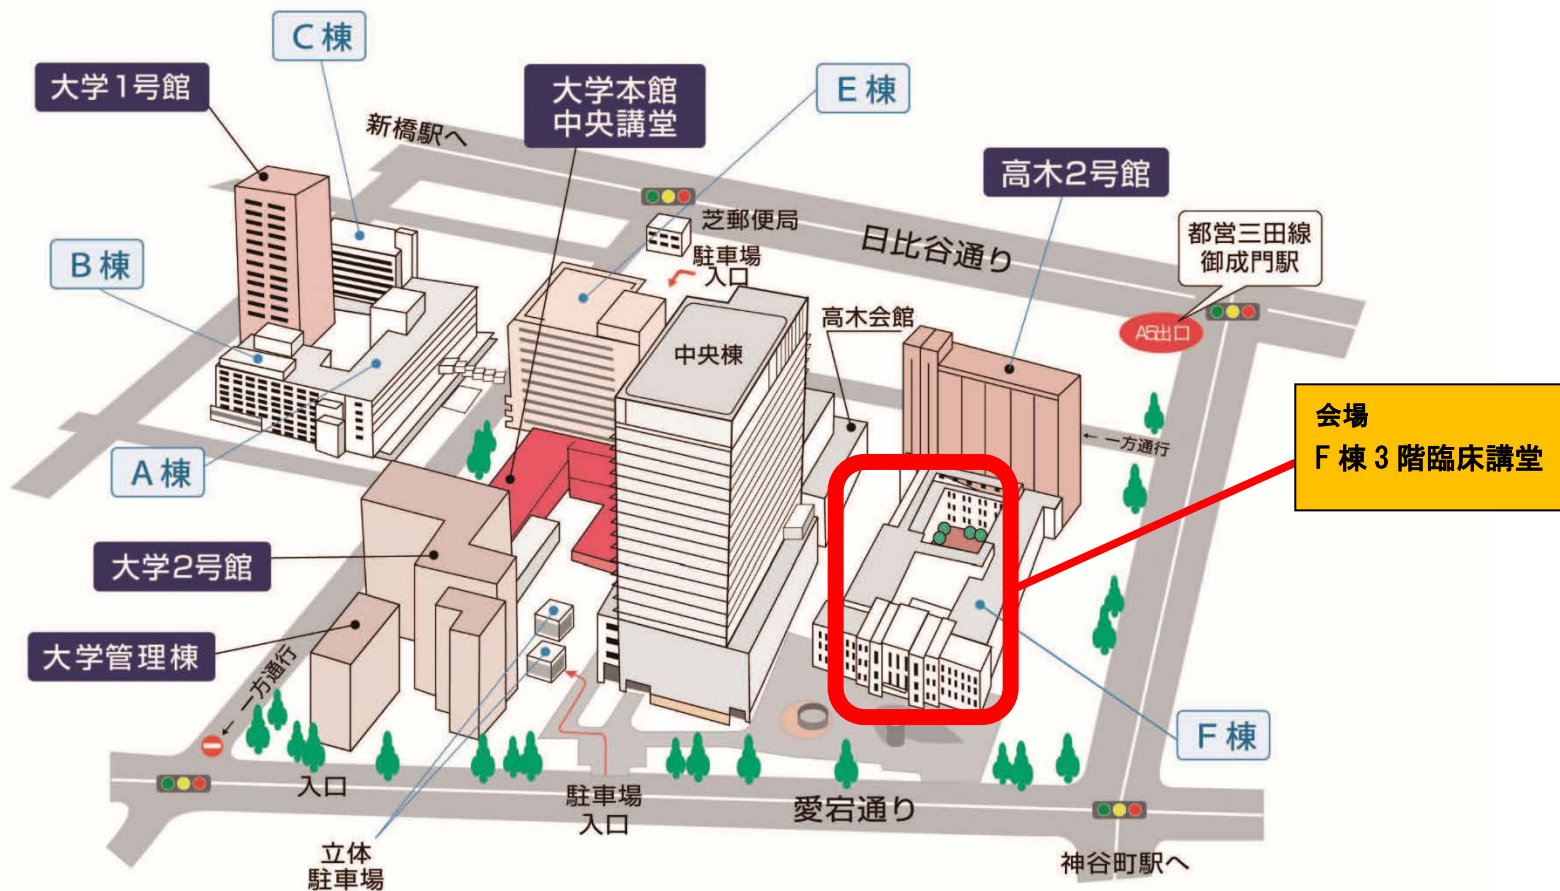 C棟
大学1号館
大学本館
中央講堂
E棟
新橋駅へ
高木2号館
芝郵便局
日比谷通り
都営三田線
御成門駅
駐車場
入口
B棟
高木会館
A5出口
中央棟
会場
F棟3階臨床講堂
←一方通行
A棟
大学2号館
大学管理棟
←一方通行
F棟
入口
駐車場
入口
愛宕通り
立体
駐車場
神谷町駅へ